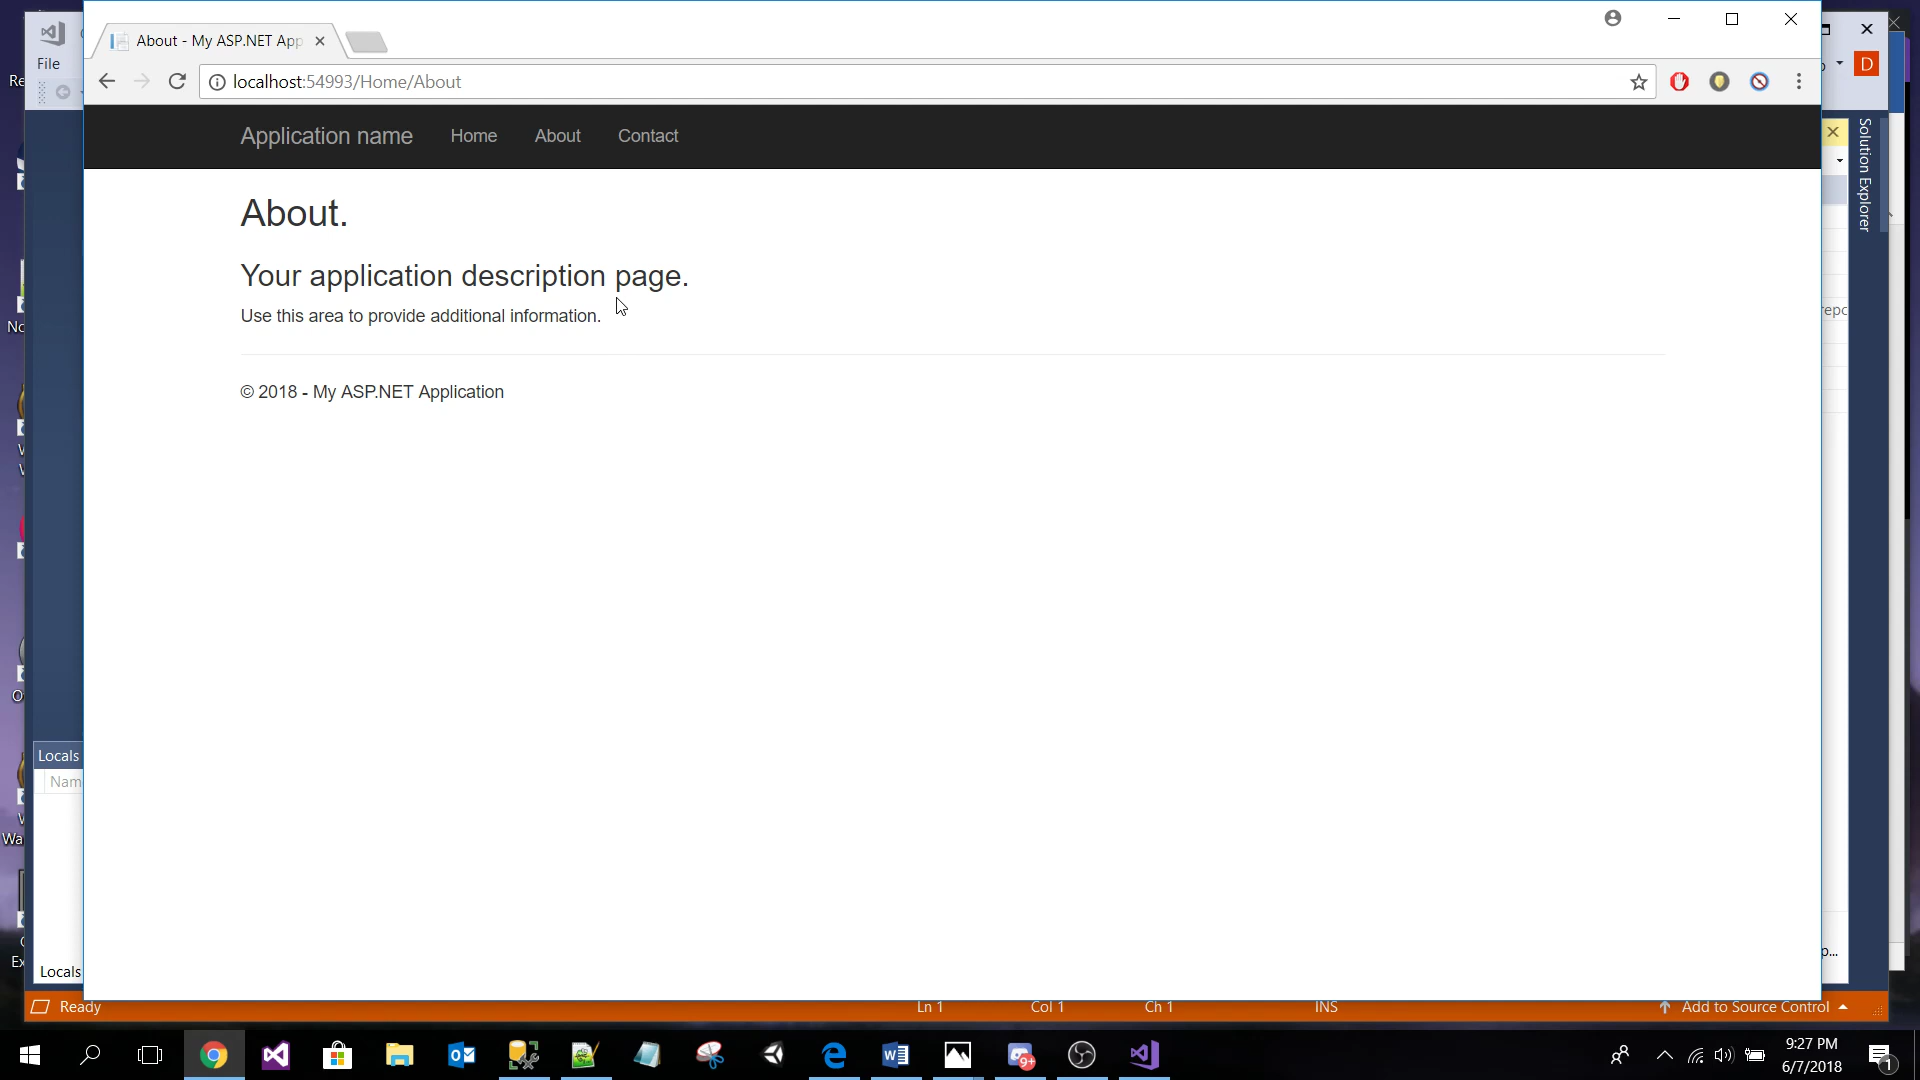 About - My ASP.NET App
File
localhost:54993/Home/About
Application name Home About Contact
Solution Explorer
About.
Your application description page.
Use this area to provide additional information.
© 2018 - My ASP.NET Application
Locals
Locals
Ready Ln 1 Col 1 Ch 1 INS Add to Source Control
D
9+
9:27 PM
6/7/2018
1